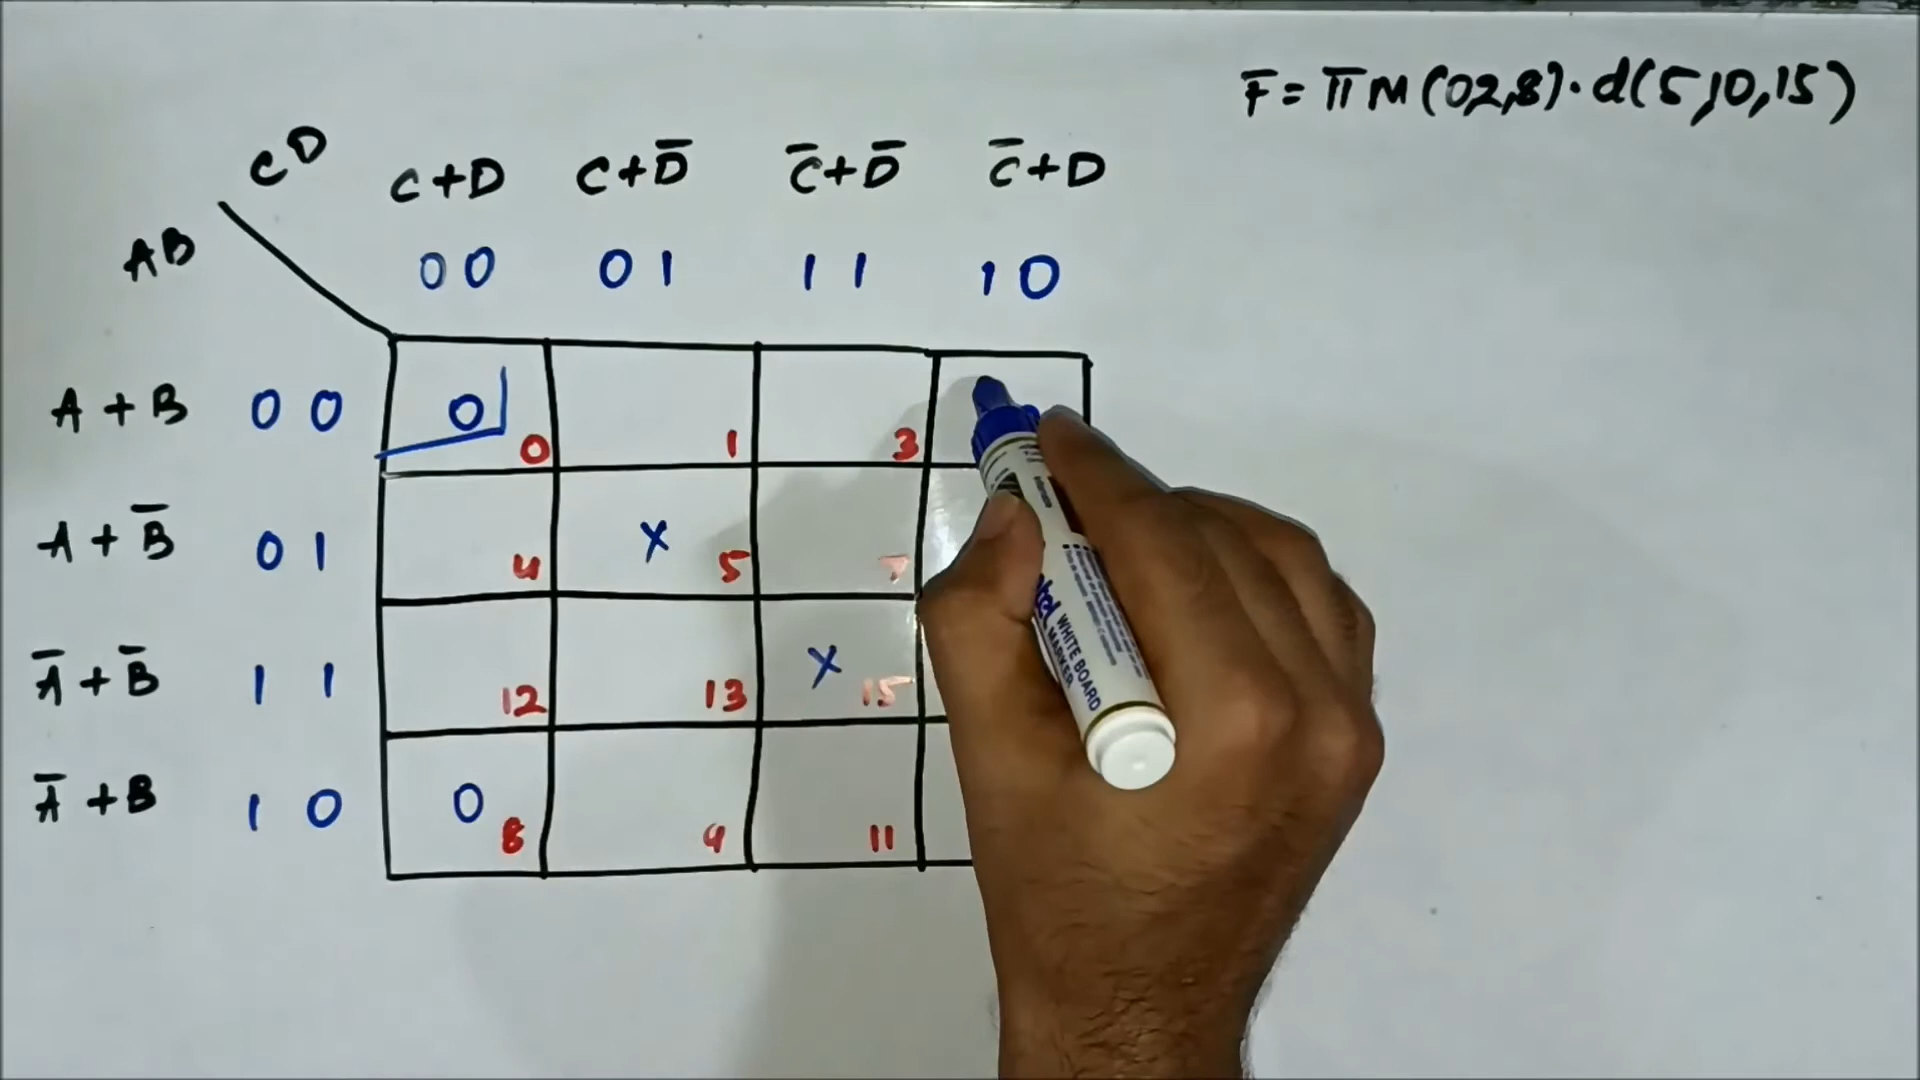 F = πM(0,2,8)·d(5,10,15)
CD
C+D C+D̅ C̅+D̅ C̅+D
AB
00 01 11 10
A+B 00 0 0 1 3
A+B̅ 01 4 X 5 7
A̅+B̅ 11 12 13 X 15
A̅+B 10 0 8 9 11
WHITE BOARD
MARKER